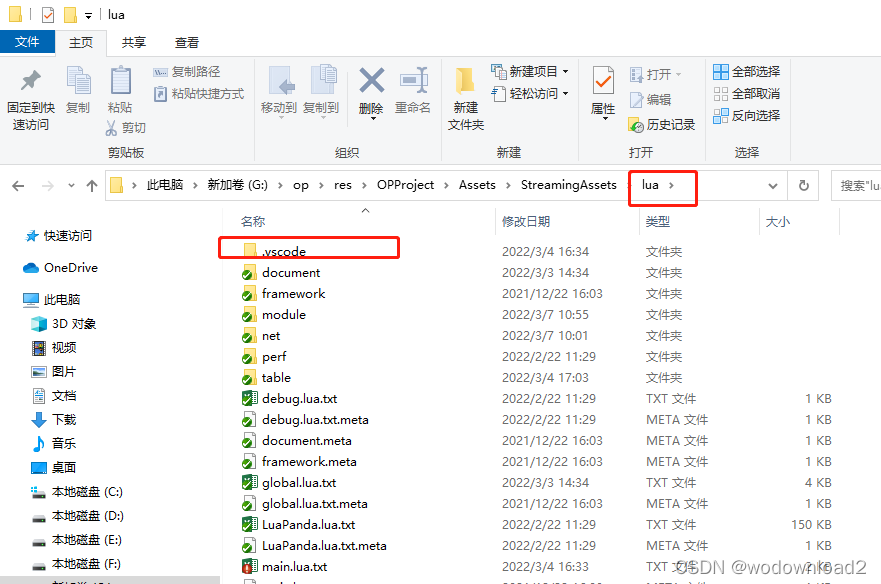 lua
文件 主页 共享 查看
复制路径 新建项目 打开 全部选择
粘贴快捷方式 轻松访问 编辑 全部取消
固定到快速访问 复制 粘贴 剪切 移动到 复制到 删除 重命名 新建文件夹 属性 历史记录 反向选择
剪贴板 组织 新建 打开 选择
此电脑 新加卷 (G:) op res OPProject Assets StreamingAssets lua 搜索"lu
名称 修改日期 类型 大小
快速访问
OneDrive
此电脑
3D 对象
视频
图片
文档
下载
音乐
桌面
本地磁盘 (C:)
本地磁盘 (D:)
本地磁盘 (E:)
本地磁盘 (F:)
.vscode 2022/3/4 16:34 文件夹
document 2022/3/3 14:34 文件夹
framework 2021/12/22 16:03 文件夹
module 2022/3/7 10:55 文件夹
net 2022/3/7 10:01 文件夹
perf 2022/2/22 11:29 文件夹
table 2022/3/4 17:03 文件夹
debug.lua.txt 2022/2/22 11:29 TXT 文件 1 KB
debug.lua.txt.meta 2022/2/22 11:29 META 文件 1 KB
document.meta 2021/12/22 16:03 META 文件 1 KB
framework.meta 2021/12/22 16:03 META 文件 1 KB
global.lua.txt 2022/3/3 14:34 TXT 文件 4 KB
global.lua.txt.meta 2021/12/22 16:03 META 文件 1 KB
LuaPanda.lua.txt 2022/2/22 11:29 TXT 文件 150 KB
LuaPanda.lua.txt.meta 2022/2/22 11:29 META 文件 1 KB
main.lua.txt 2022/3/4 16:33 TXT 文件 2 KB
CSDN @wodownload2